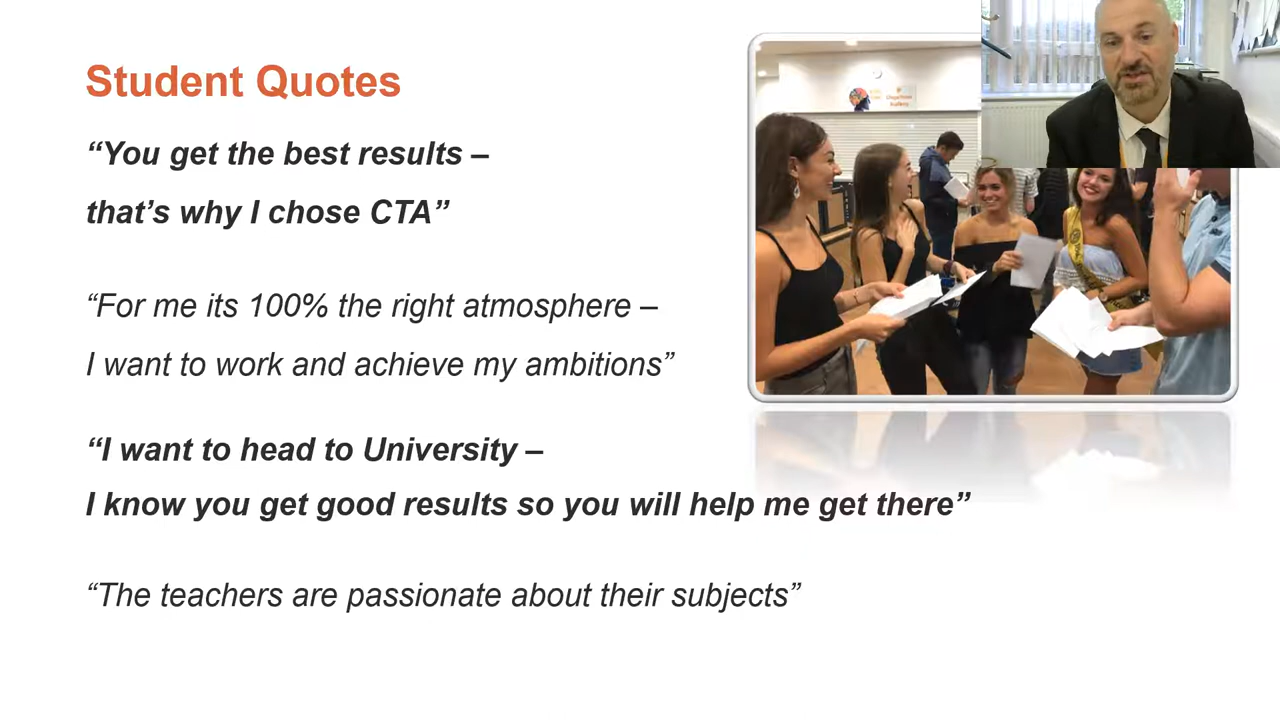 Student Quotes
“You get the best results –
that’s why I chose CTA”
“For me its 100% the right atmosphere –
I want to work and achieve my ambitions”
“I want to head to University –
I know you get good results so you will help me get there”
“The teachers are passionate about their subjects”